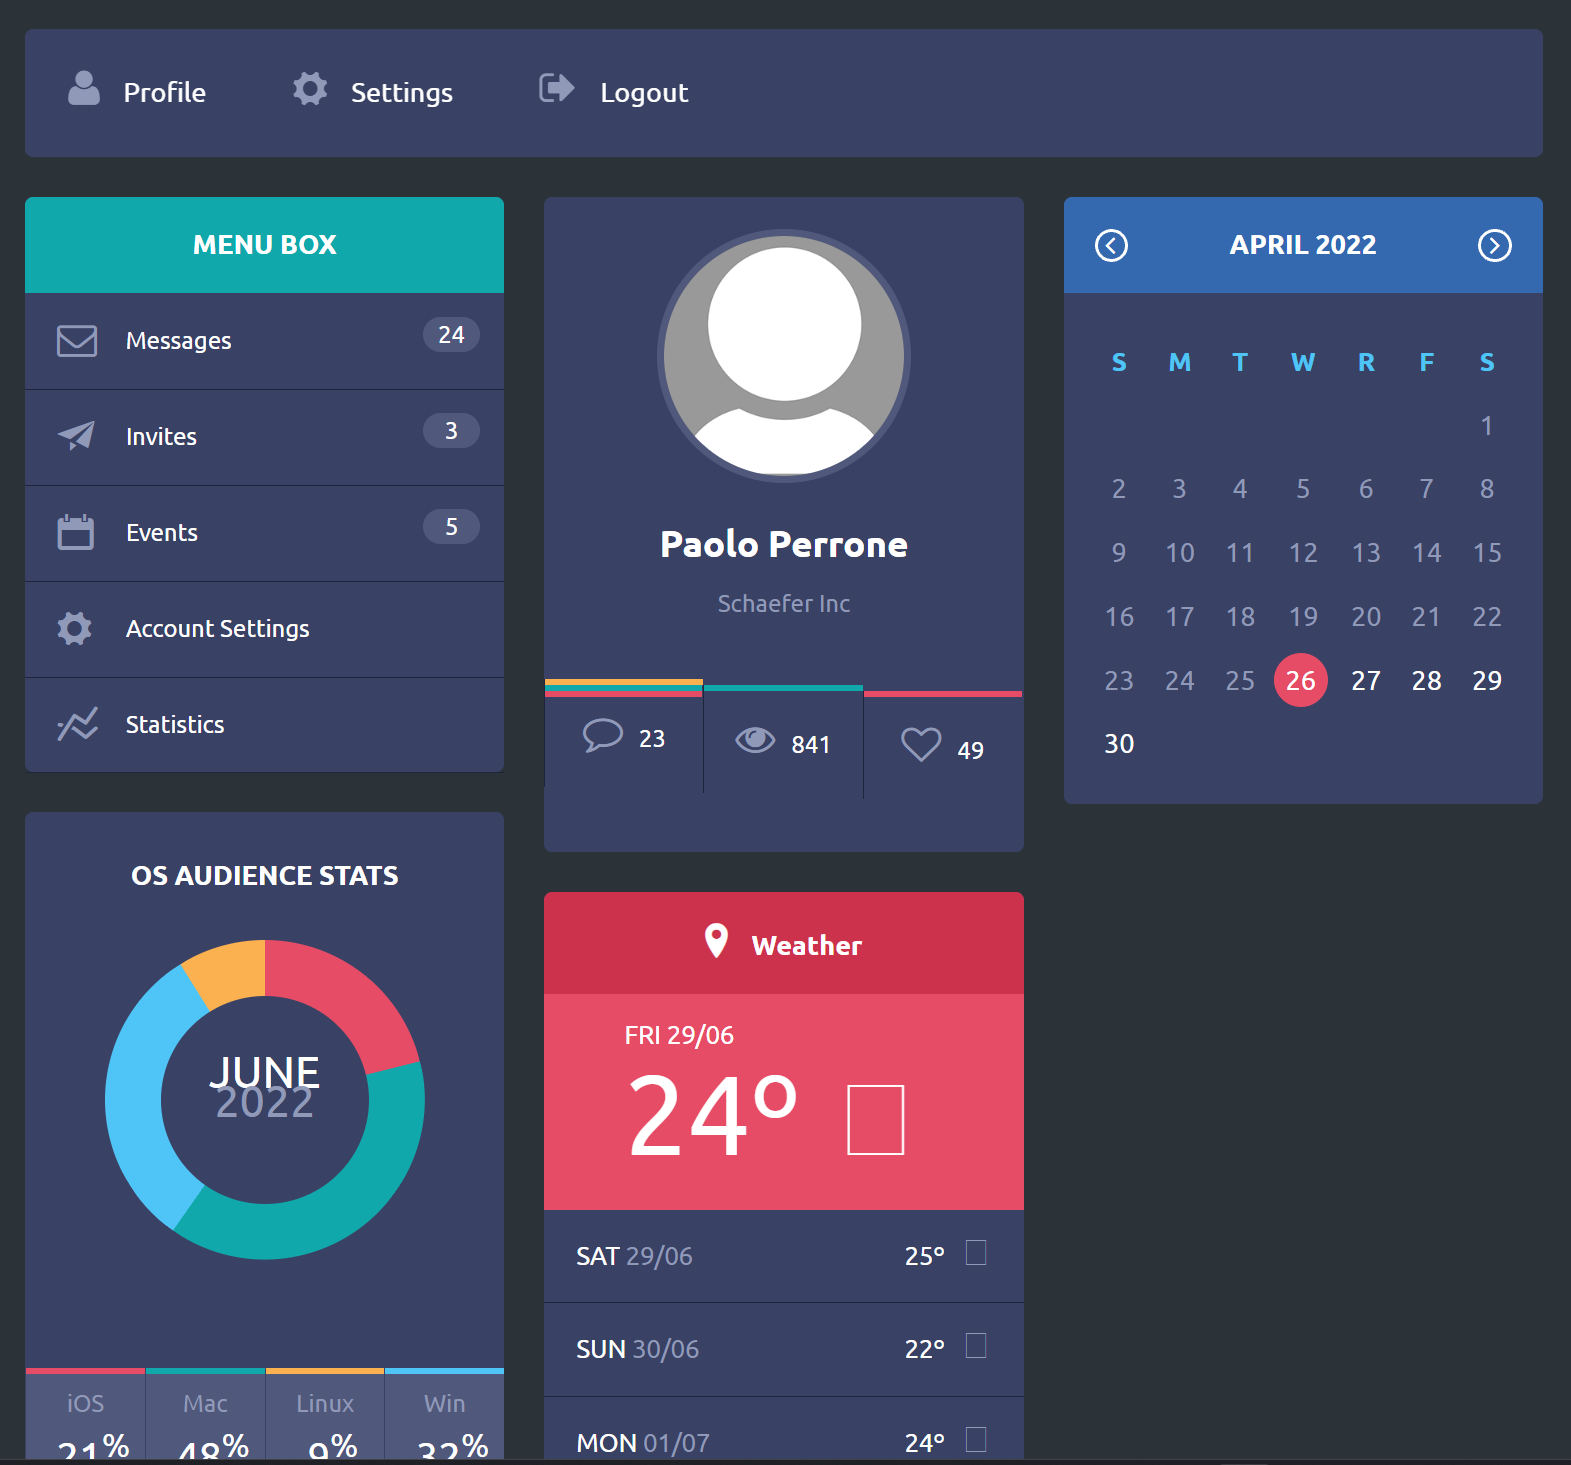 Profile
Settings
Logout
MENU BOX
Messages 24
Invites 3
Events 5
Account Settings
Statistics
OS AUDIENCE STATS
JUNE
2022
iOS Mac Linux Win
21% 48% 9% 32%
Paolo Perrone
Schaefer Inc
23 841 49
Weather
FRI 29/06
24°
SAT 29/06 25°
SUN 30/06 22°
MON 01/07 24°
APRIL 2022
S M T W R F S
1
2 3 4 5 6 7 8
9 10 11 12 13 14 15
16 17 18 19 20 21 22
23 24 25 26 27 28 29
30